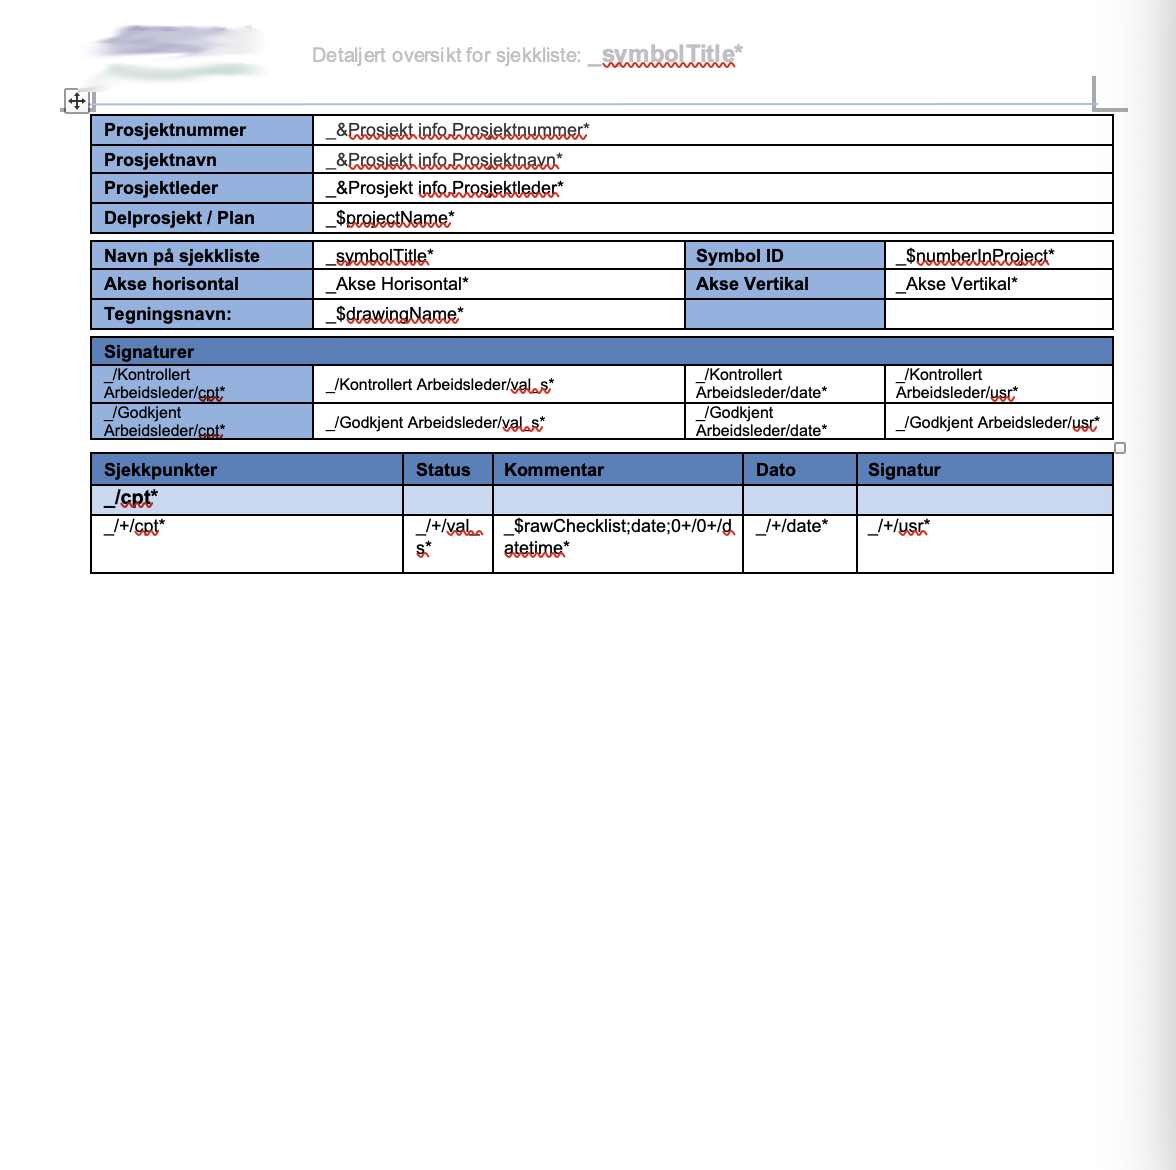 Detaljert oversikt for sjekkliste: _symbolTitle*
Prosjektnummer _&Prosjekt info.Prosjektnummer*
Prosjektnavn _&Prosjekt info.Prosjektnavn*
Prosjektleder _&Prosjekt info.Prosjektleder*
Delprosjekt / Plan _$projectName*
Navn på sjekkliste _symbolTitle* Symbol ID _$numberInProject*
Akse horisontal _Akse Horisontal* Akse Vertikal _Akse Vertikal*
Tegningsnavn: _$drawingName*
Signaturer
_/Kontrollert
Arbeidsleder/cpt*
_/Kontrollert Arbeidsleder/val_s*
_/Kontrollert
Arbeidsleder/date*
_/Kontrollert
Arbeidsleder/usr*
_/Godkjent
Arbeidsleder/cpt*
_/Godkjent Arbeidsleder/val_s*
_/Godkjent
Arbeidsleder/date*
_/Godkjent Arbeidsleder/usr*
Sjekkpunkter Status Kommentar Dato Signatur
_/cpt*
_/+/cpt*
_/+/val_
s*
_$rawChecklist;date;0+/0+/d
atetime*
_/+/date*
_/+/usr*